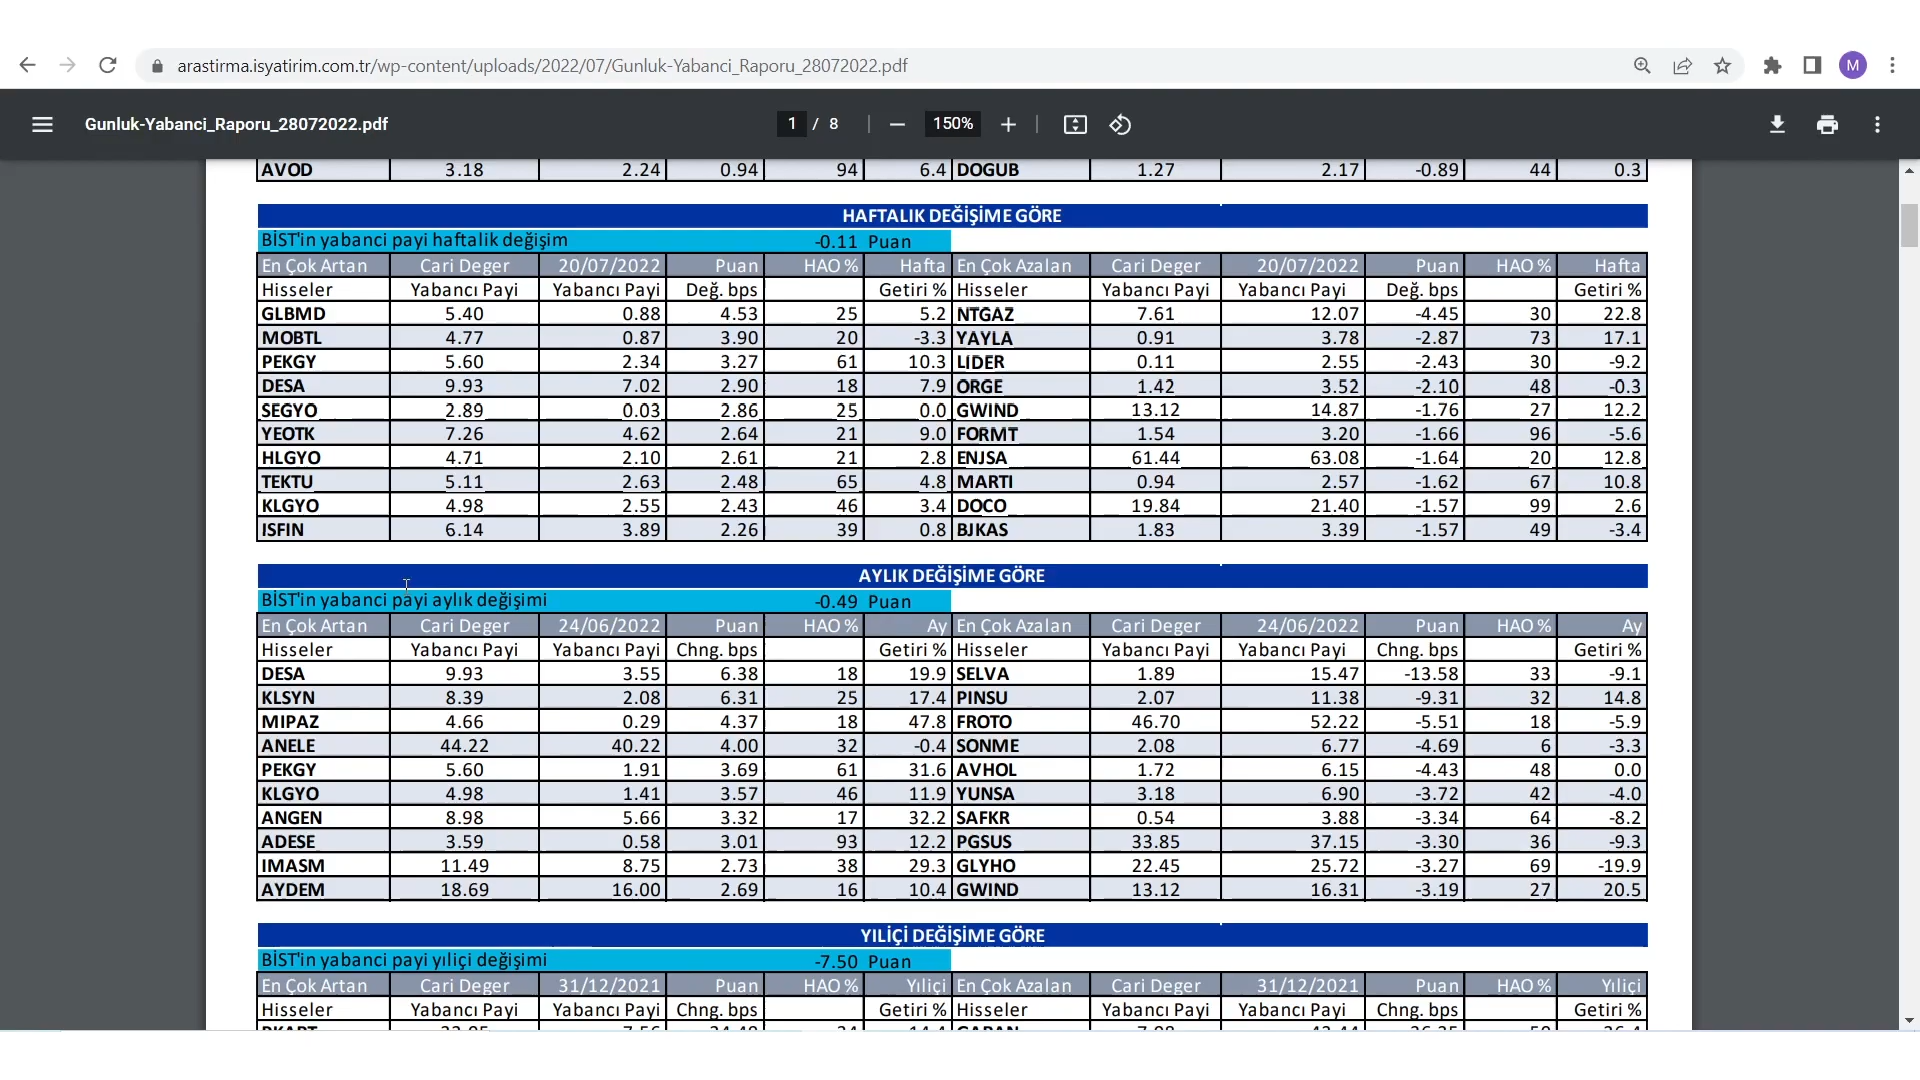 arastirma.isyatirim.com.tr/wp-content/uploads/2022/07/Gunluk-Yabanci_Raporu_28072022.pdf
M
Gunluk-Yabanci_Raporu_28072022.pdf
1 / 8
150%
AVOD 3.18 2.24 0.94 94 6.4 DOGUB 1.27 2.17 -0.89 44 0.3
HAFTALIK DEĞİŞİME GÖRE
BİST'in yabanci payi haftalik değişim -0.11 Puan
En Çok Artan Cari Deger 20/07/2022 Puan HAO % Hafta En Çok Azalan Cari Deger 20/07/2022 Puan HAO % Hafta
Hisseler Yabancı Payi Yabancı Payi Değ. bps Getiri % Hisseler Yabancı Payi Yabancı Payi Değ. bps Getiri %
GLBMD 5.40 0.88 4.53 25 5.2 NTGAZ 7.61 12.07 -4.45 30 22.8
MOBTL 4.77 0.87 3.90 20 -3.3 YAYLA 0.91 3.78 -2.87 73 17.1
PEKGY 5.60 2.34 3.27 61 10.3 LIDER 0.11 2.55 -2.43 30 -9.2
DESA 9.93 7.02 2.90 18 7.9 ORGE 1.42 3.52 -2.10 48 -0.3
SEGYO 2.89 0.03 2.86 25 0.0 GWIND 13.12 14.87 -1.76 27 12.2
YEOTK 7.26 4.62 2.64 21 9.0 FORMT 1.54 3.20 -1.66 96 -5.6
HLGYO 4.71 2.10 2.61 21 2.8 ENJSA 61.44 63.08 -1.64 20 12.8
TEKTU 5.11 2.63 2.48 65 4.8 MARTI 0.94 2.57 -1.62 67 10.8
KLGYO 4.98 2.55 2.43 46 3.4 DOCO 19.84 21.40 -1.57 99 2.6
ISFIN 6.14 3.89 2.26 39 0.8 BJKAS 1.83 3.39 -1.57 49 -3.4
AYLIK DEĞİŞİME GÖRE
BİST'in yabanci payi aylık değişimi -0.49 Puan
En Çok Artan Cari Deger 24/06/2022 Puan HAO % Ay En Çok Azalan Cari Deger 24/06/2022 Puan HAO % Ay
Hisseler Yabancı Payi Yabancı Payi Chng. bps Getiri % Hisseler Yabancı Payi Yabancı Payi Chng. bps Getiri %
DESA 9.93 3.55 6.38 18 19.9 SELVA 1.89 15.47 -13.58 33 -9.1
KLSYN 8.39 2.08 6.31 25 17.4 PINSU 2.07 11.38 -9.31 32 14.8
MIPAZ 4.66 0.29 4.37 18 47.8 FROTO 46.70 52.22 -5.51 18 -5.9
ANELE 44.22 40.22 4.00 32 -0.4 SONME 2.08 6.77 -4.69 6 -3.3
PEKGY 5.60 1.91 3.69 61 31.6 AVHOL 1.72 6.15 -4.43 48 0.0
KLGYO 4.98 1.41 3.57 46 11.9 YUNSA 3.18 6.90 -3.72 42 -4.0
ANGEN 8.98 5.66 3.32 17 32.2 SAFKR 0.54 3.88 -3.34 64 -8.2
ADESE 3.59 0.58 3.01 93 12.2 PGSUS 33.85 37.15 -3.30 36 -9.3
IMASM 11.49 8.75 2.73 38 29.3 GLYHO 22.45 25.72 -3.27 69 -19.9
AYDEM 18.69 16.00 2.69 16 10.4 GWIND 13.12 16.31 -3.19 27 20.5
YILİÇİ DEĞİŞİME GÖRE
BİST'in yabanci payi yıliçi değişimi -7.50 Puan
En Çok Artan Cari Deger 31/12/2021 Puan HAO % Yıliçi En Çok Azalan Cari Deger 31/12/2021 Puan HAO % Yıliçi
Hisseler Yabancı Payi Yabancı Payi Chng. bps Getiri % Hisseler Yabancı Payi Yabancı Payi Chng. bps Getiri %